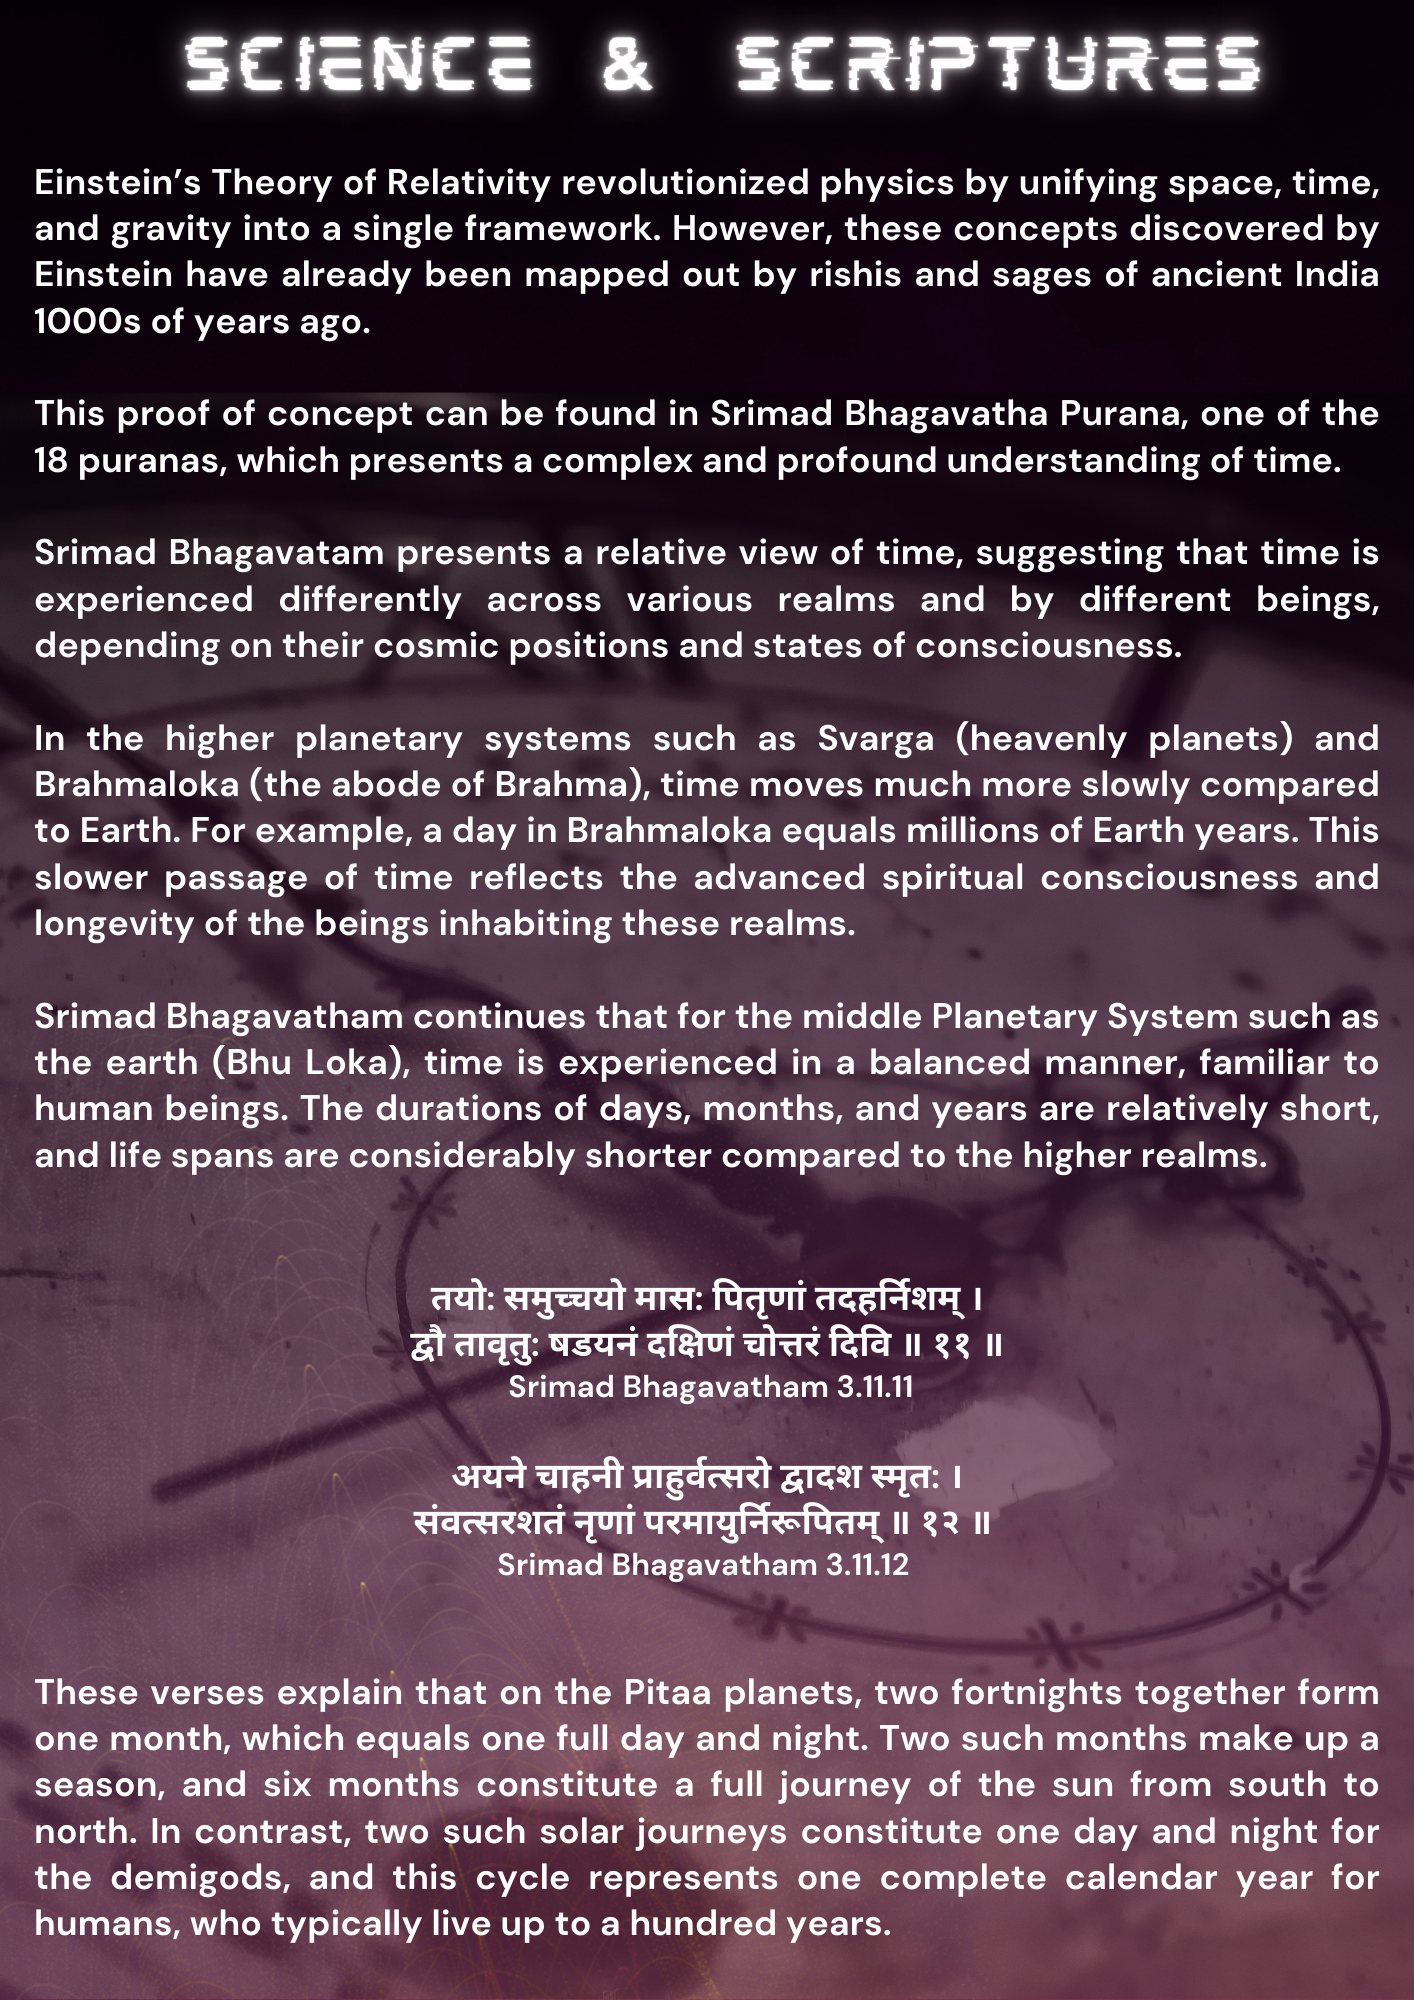 SCIENCE & SCRIPTURES
Einstein’s Theory of Relativity revolutionized physics by unifying space, time,
and gravity into a single framework. However, these concepts discovered by
Einstein have already been mapped out by rishis and sages of ancient India
1000s of years ago.
This proof of concept can be found in Srimad Bhagavatha Purana, one of the
18 puranas, which presents a complex and profound understanding of time.
Srimad Bhagavatam presents a relative view of time, suggesting that time is
experienced differently across various realms and by different beings,
depending on their cosmic positions and states of consciousness.
In the higher planetary systems such as Svarga (heavenly planets) and
Brahmaloka (the abode of Brahma), time moves much more slowly compared
to Earth. For example, a day in Brahmaloka equals millions of Earth years. This
slower passage of time reflects the advanced spiritual consciousness and
longevity of the beings inhabiting these realms.
Srimad Bhagavatham continues that for the middle Planetary System such as
the earth (Bhu Loka), time is experienced in a balanced manner, familiar to
human beings. The durations of days, months, and years are relatively short,
and life spans are considerably shorter compared to the higher realms.
तयो: समुच्चयो मास: पितृणां तदहर्निशम् ।
द्वौ तावृतु: षडयनं दक्षिणं चोत्तरं दिवि ॥ ११ ॥
Srimad Bhagavatham 3.11.11
अयने चाहनी प्राहुर्वत्सरो द्वादश स्मृत: ।
संवत्सरशतं नृणां परमायुर्निरूपितम् ॥ १२ ॥
Srimad Bhagavatham 3.11.12
These verses explain that on the Pitaa planets, two fortnights together form
one month, which equals one full day and night. Two such months make up a
season, and six months constitute a full journey of the sun from south to
north. In contrast, two such solar journeys constitute one day and night for
the demigods, and this cycle represents one complete calendar year for
humans, who typically live up to a hundred years.